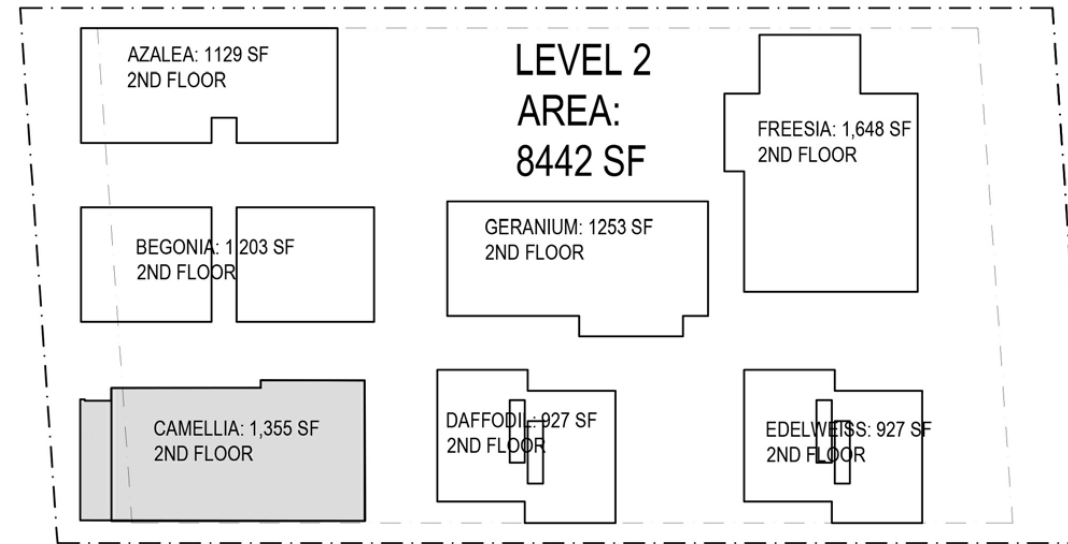 AZALEA: 1129 SF
2ND FLOOR
LEVEL 2
AREA:
8442 SF
FREESIA: 1,648 SF
2ND FLOOR
BEGONIA: 1,203 SF
2ND FLOOR
GERANIUM: 1253 SF
2ND FLOOR
CAMELLIA: 1,355 SF
2ND FLOOR
DAFFODIL: 927 SF
2ND FLOOR
EDELWEISS: 927 SF
2ND FLOOR